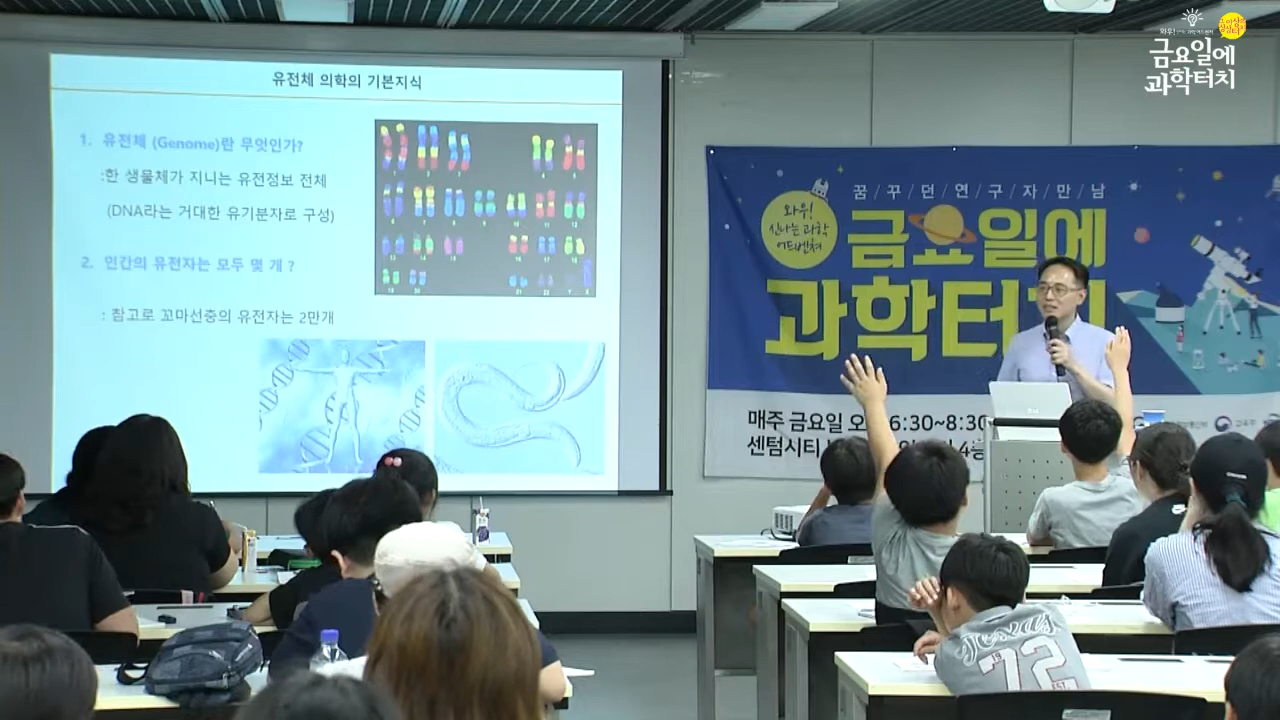 금요일에
과학터치
유전체 의학의 기본지식
1. 유전체 (Genome)란 무엇인가?
:한 생물체가 지니는 유전정보 전체
(DNA라는 거대한 유기분자로 구성)
2. 인간의 유전자는 모두 몇 개 ?
: 참고로 꼬마선충의 유전자는 2만개
꿈/꾸/던/연/구/자/만/남
와우!
신나는 과학
어드벤쳐
금요일에
과학터치
매주 금요일 오 6:30~8:30
센텀시티
Texas
72